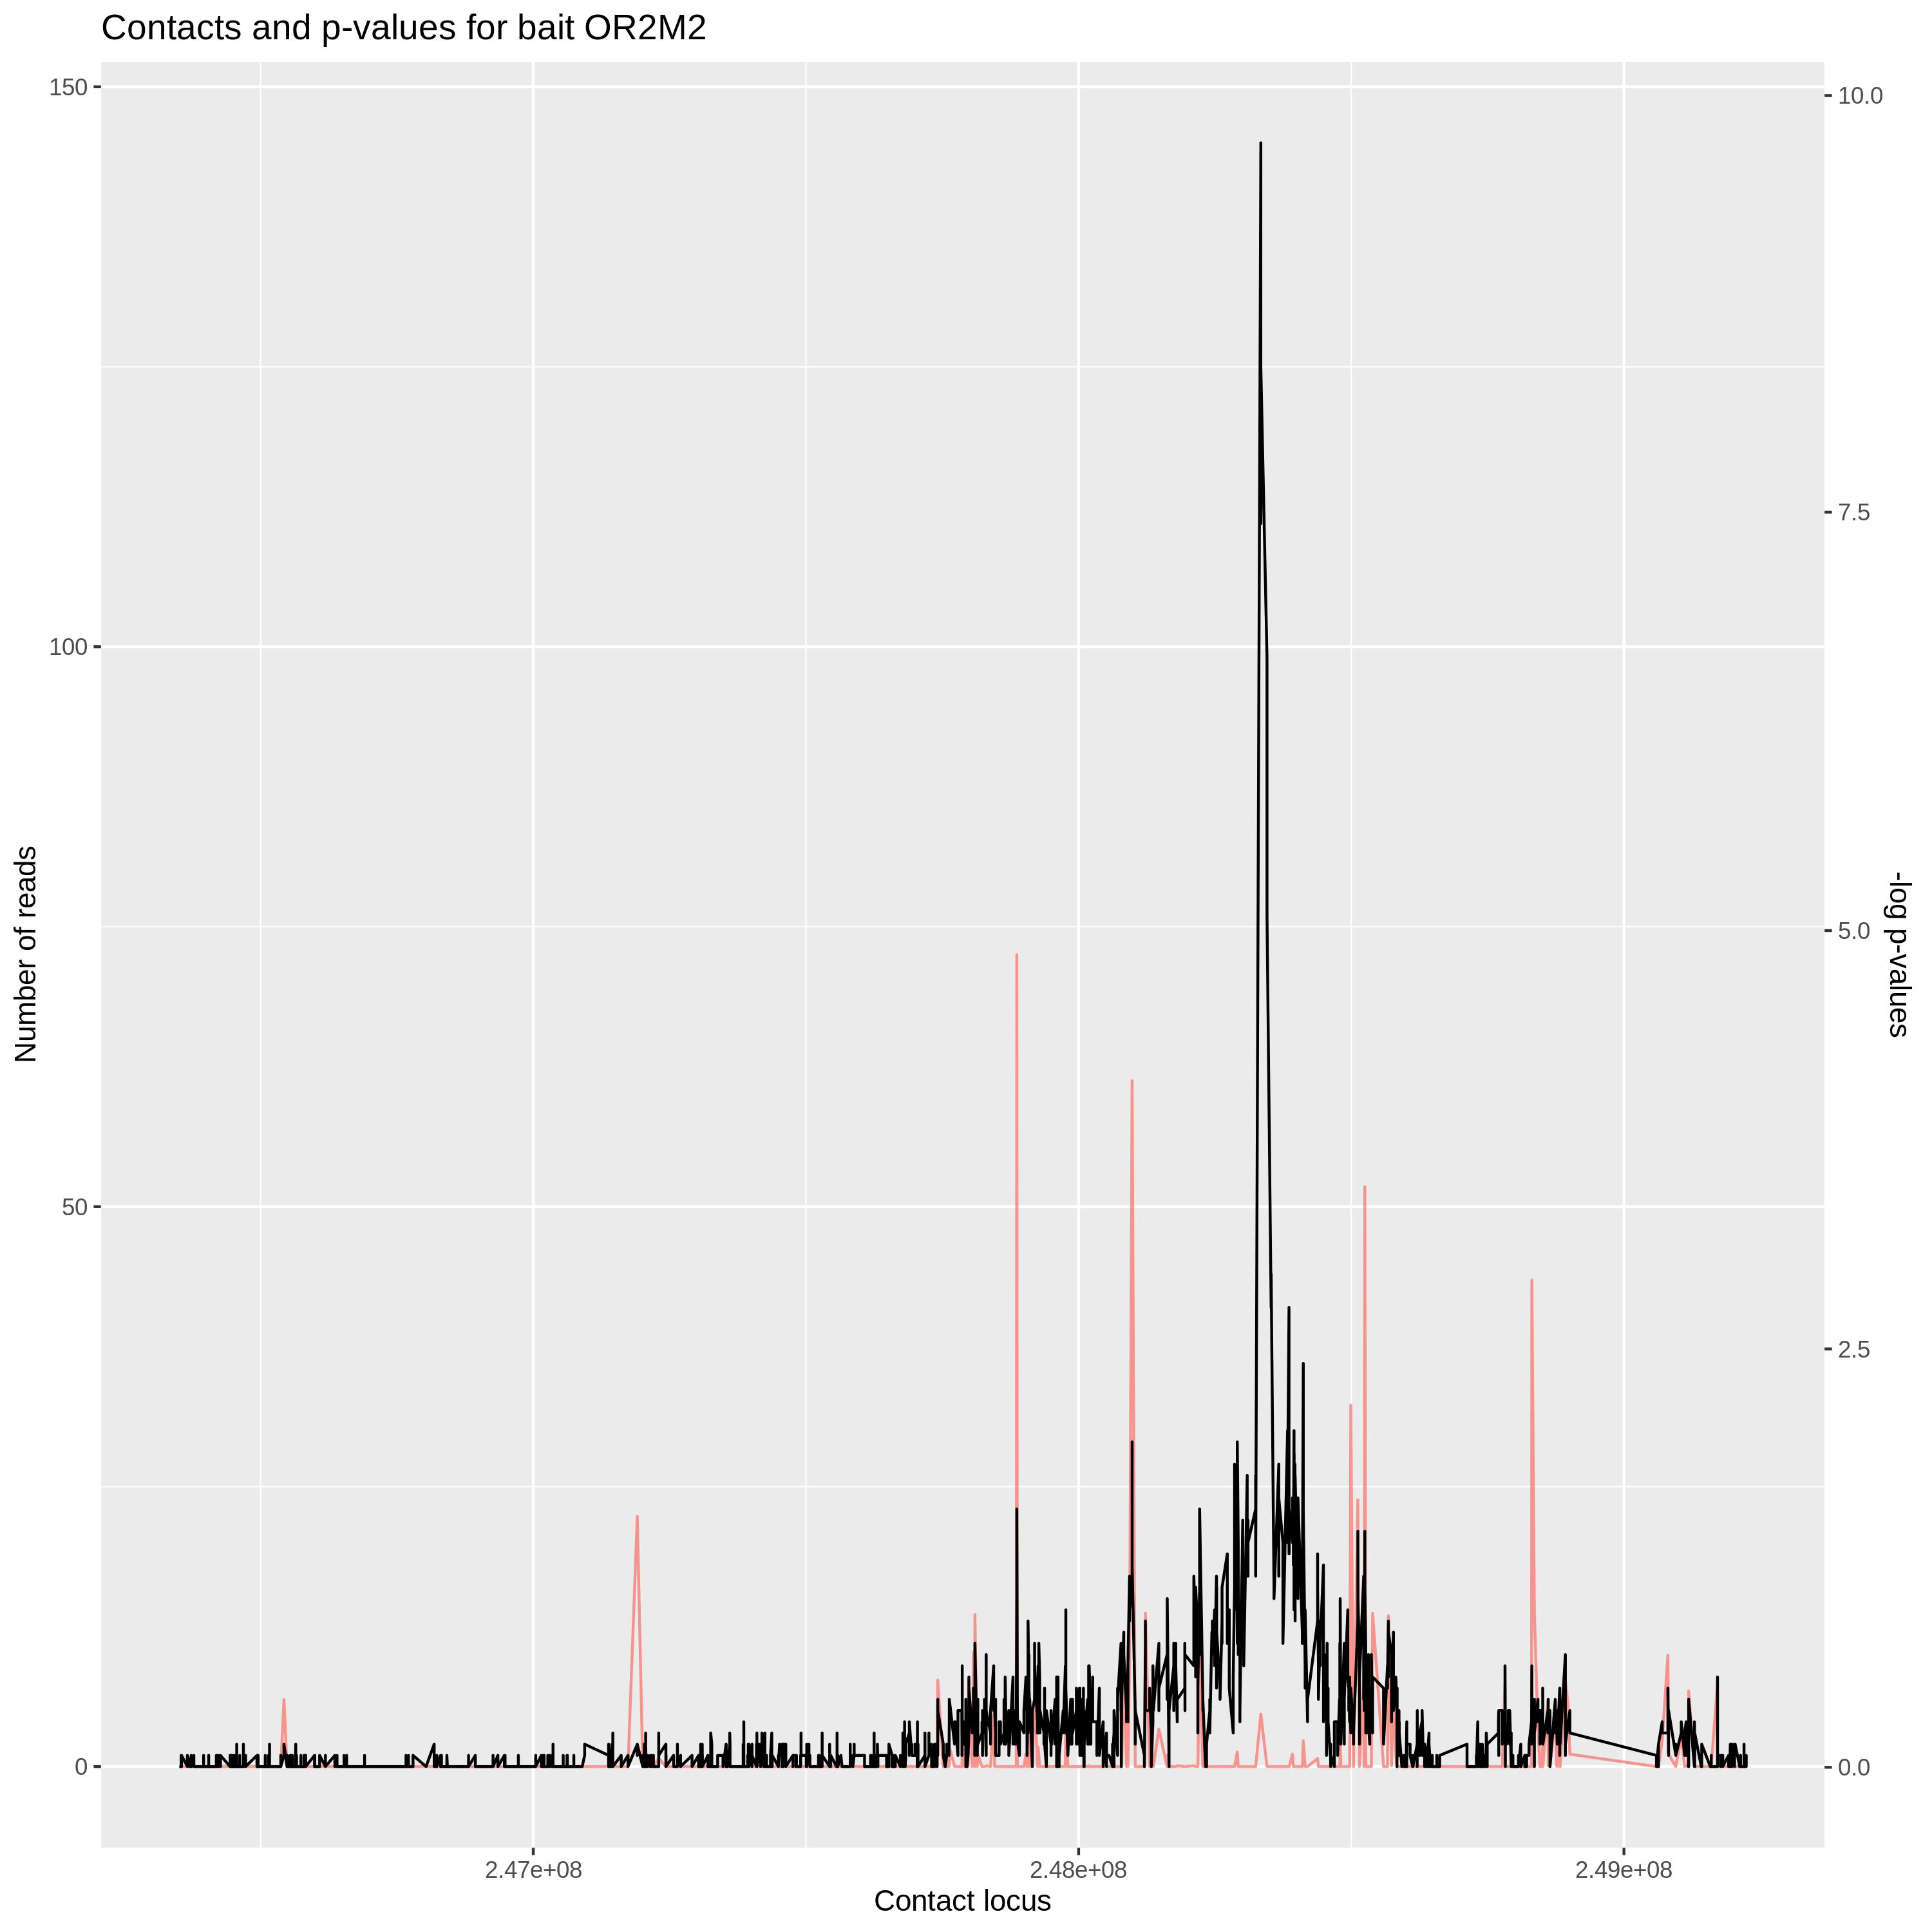 Contacts and p-values for bait OR2M2
150
100
50
0
Number of reads
10.0
7.5
5.0
2.5
0.0
-log p-values
2.47e+08
2.48e+08
2.49e+08
Contact locus